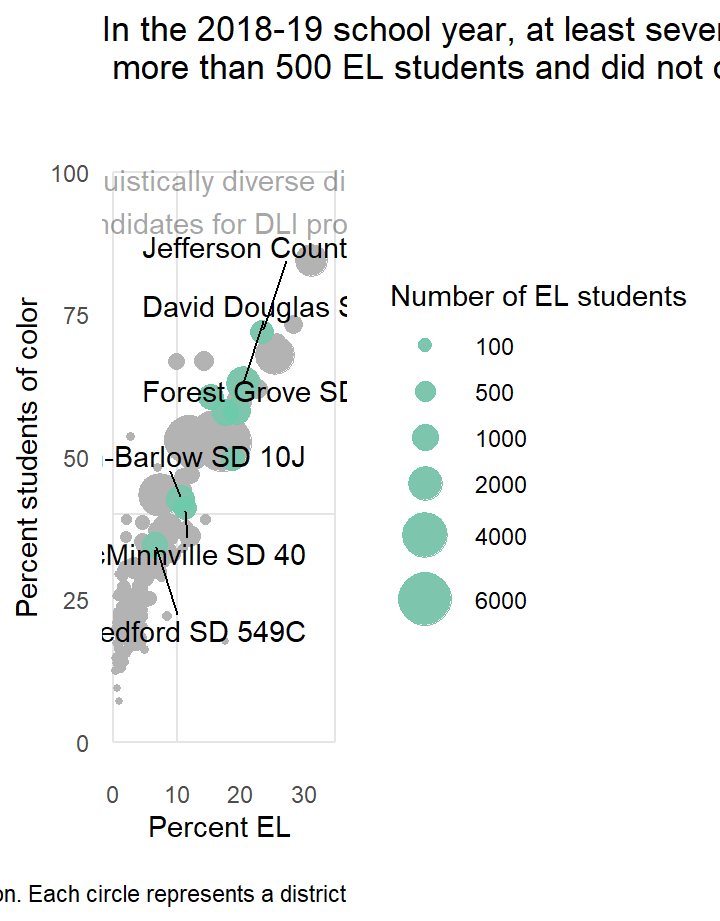 In the 2018-19 school year, at least sever
more than 500 EL students and did not c
100
uistically diverse di
ndidates for DLI pro
Jefferson Count
75
David Douglas S
Forest Grove SD
50
-Barlow SD 10J
cMinnville SD 40
25
edford SD 549C
0
0 10 20 30
Percent EL
Percent students of color
Number of EL students
100
500
1000
2000
4000
6000
on. Each circle represents a district